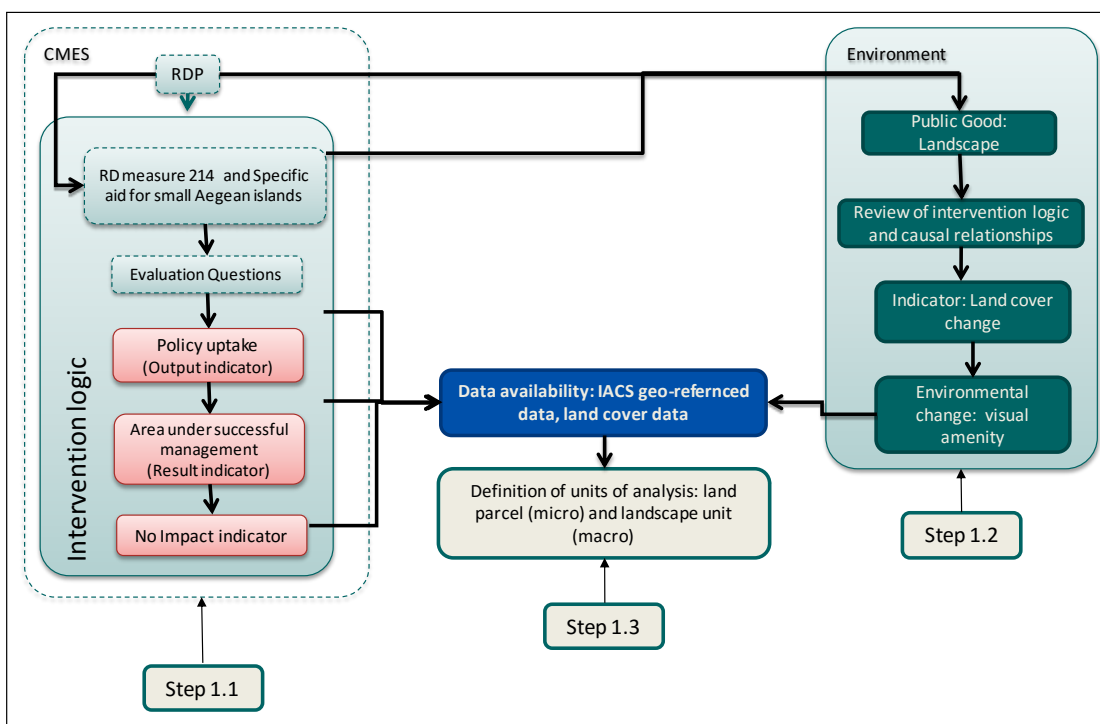 CMES
RDP
RD measure 214 and Specific
aid for small Aegean islands
Evaluation Questions
Policy uptake
(Output indicator)
Area under successful
management
(Result indicator)
No Impact indicator
Intervention logic
Step 1.1
Data availability: IACS geo-refernced
data, land cover data
Definition of units of analysis: land
parcel (micro) and landscape unit
(macro)
Step 1.3
Environment
Public Good:
Landscape
Review of intervention logic
and causal relationships
Indicator: Land cover
change
Environmental
change: visual
amenity
Step 1.2